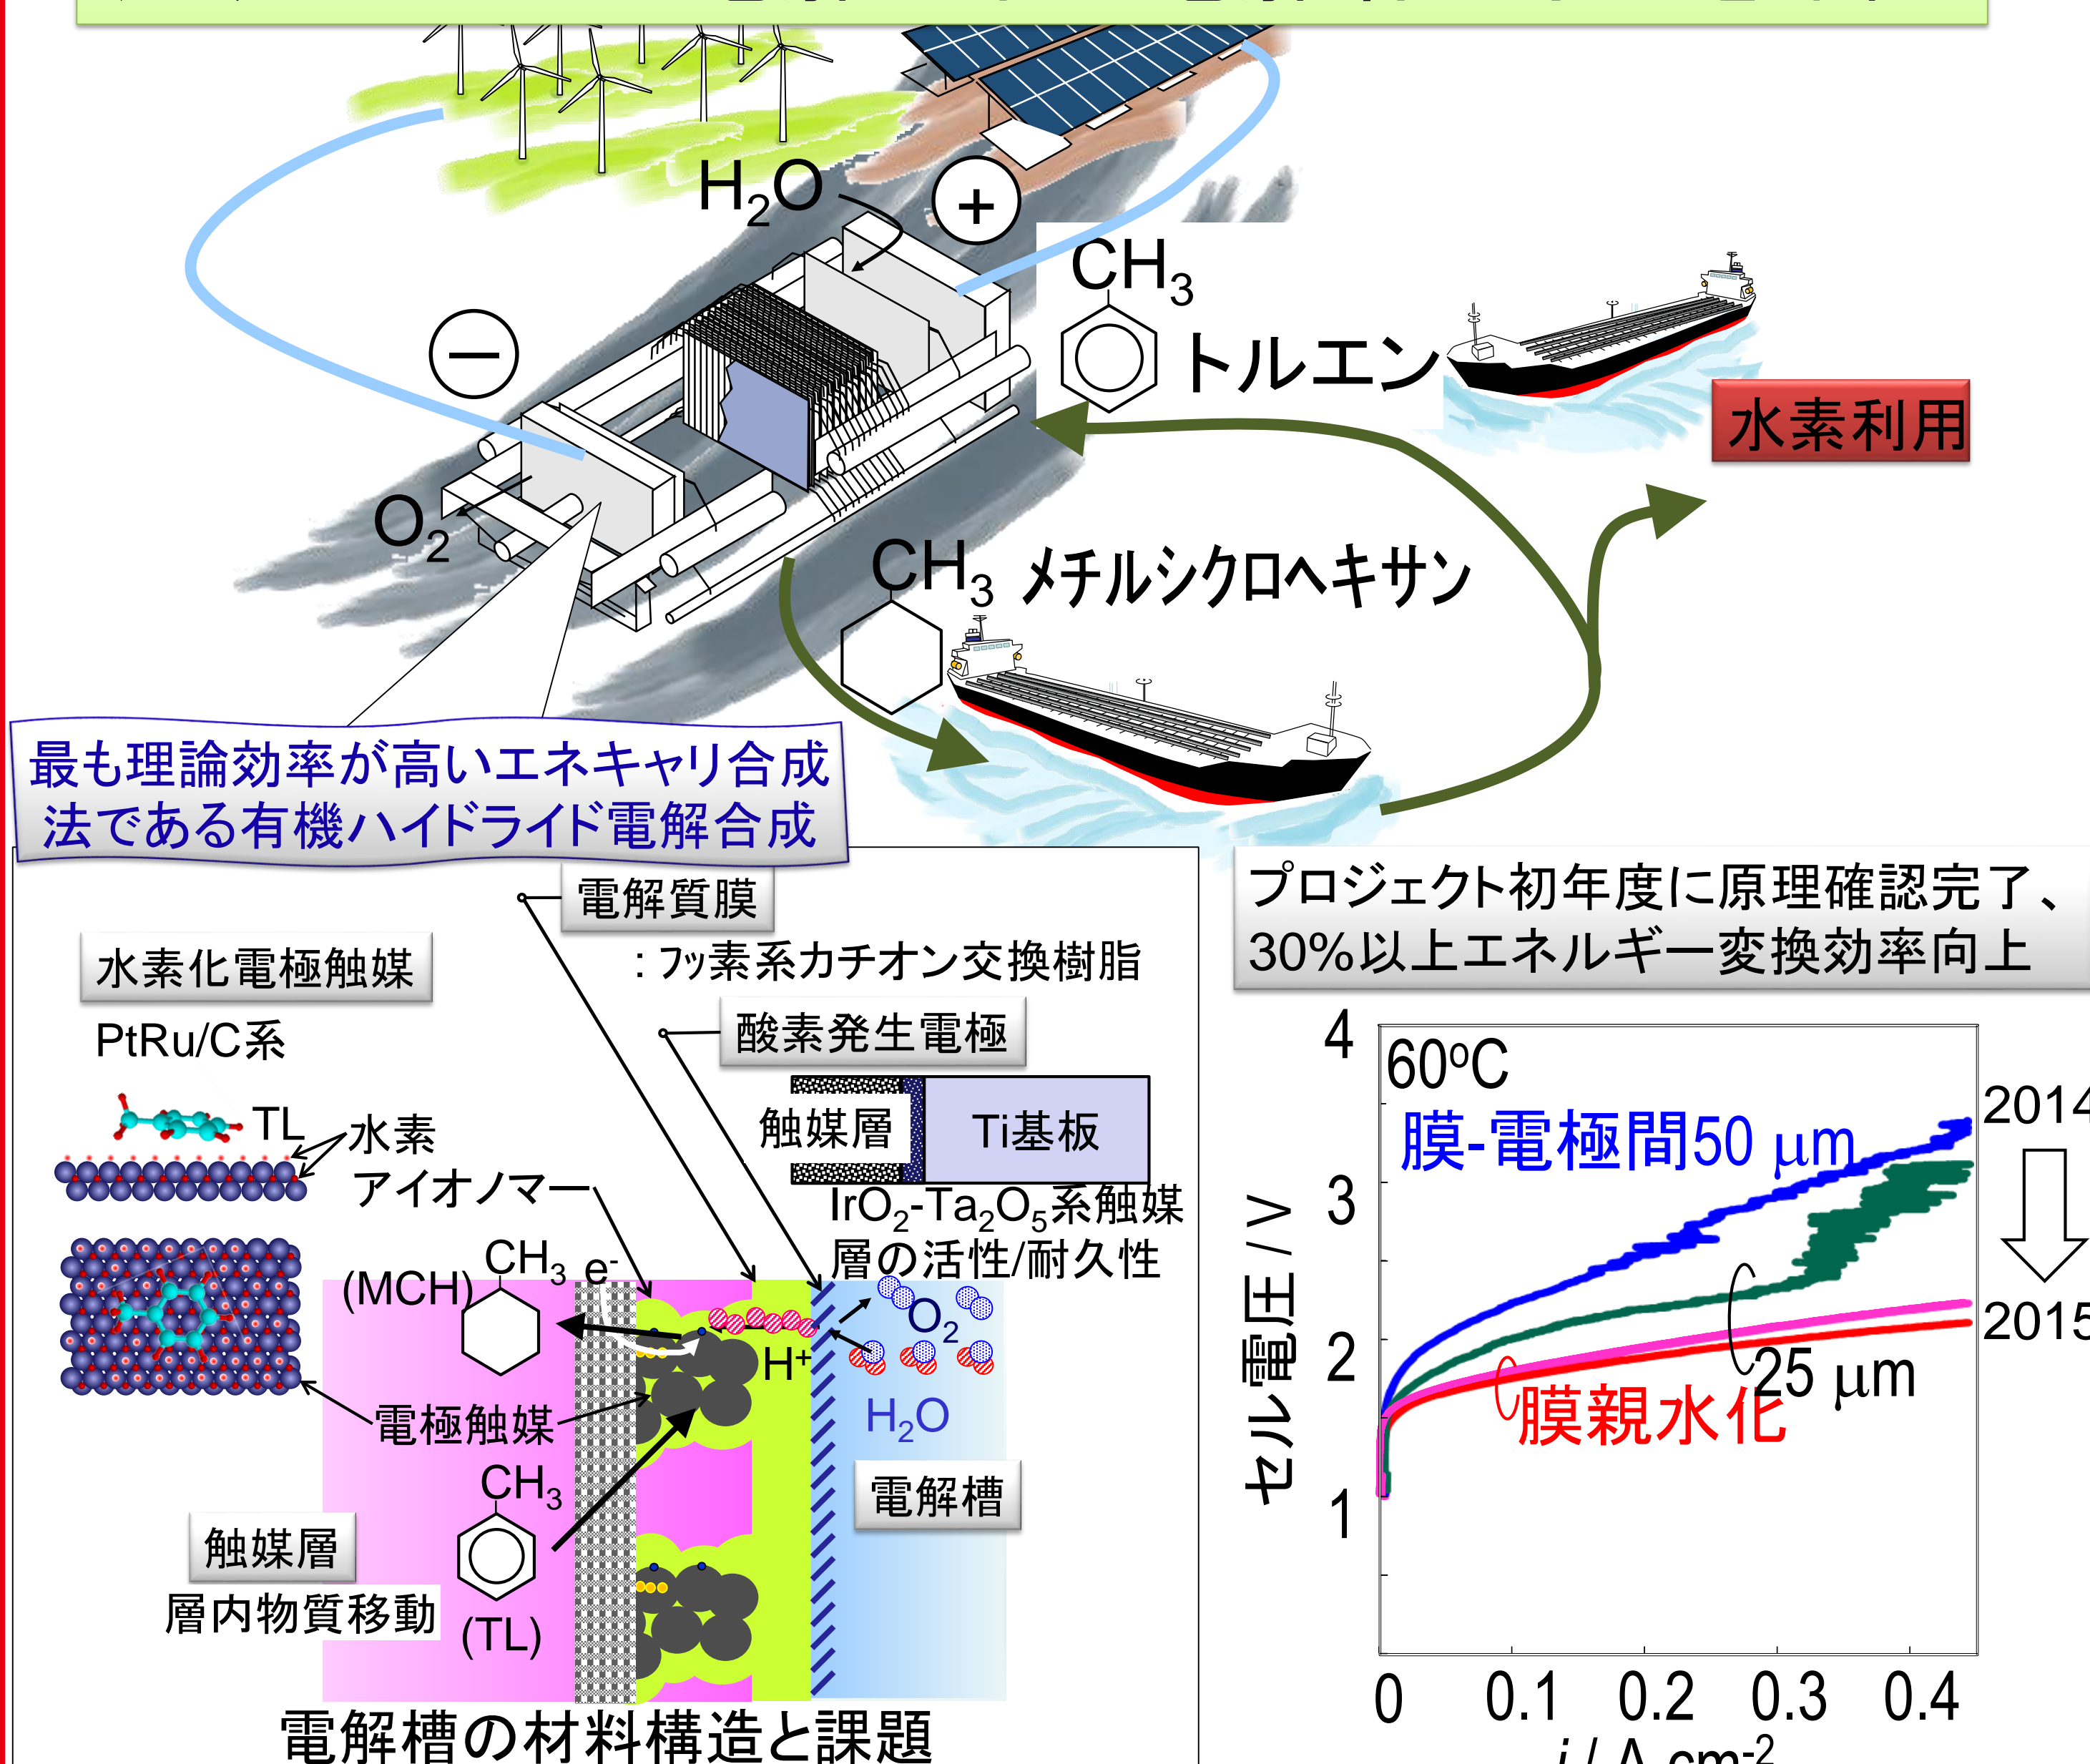 H₂O
+
−
CH₃
トルエン
水素利用
O₂
CH₃
メチルシクロヘキサン
最も理論効率が高いエネキャリ合成
法である有機ハイドライド電解合成
電解質膜
：フッ素系カチオン交換樹脂
水素化電極触媒
PtRu/C系
酸素発生電極
触媒層
Ti基板
TL
水素
アイオノマー
IrO₂-Ta₂O₅系触媒
層の活性/耐久性
(MCH)
CH₃
e⁻
O₂
H⁺
H₂O
電極触媒
CH₃
電解槽
触媒層
層内物質移動
(TL)
電解槽の材料構造と課題
プロジェクト初年度に原理確認完了、
30%以上エネルギー変換効率向上
4
60℃
2014
膜-電極間50 μm
3
セル電圧 / V
2015
2
25 μm
膜親水化
1
0 0.1 0.2 0.3 0.4
i / A cm⁻²